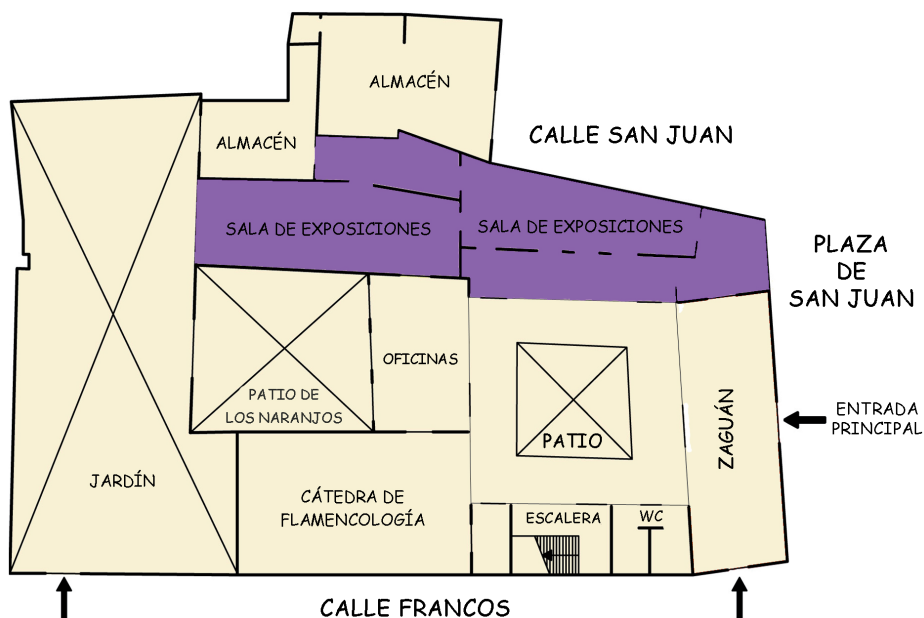 ALMACÉN
CALLE SAN JUAN
ALMACÉN
SALA DE EXPOSICIONES
SALA DE EXPOSICIONES
PLAZA
DE
SAN JUAN
OFICINAS
PATIO DE
LOS NARANJOS
PATIO
ZAGUÁN
ENTRADA
PRINCIPAL
JARDÍN
CÁTEDRA DE
FLAMENCOLOGÍA
ESCALERA
WC
CALLE FRANCOS